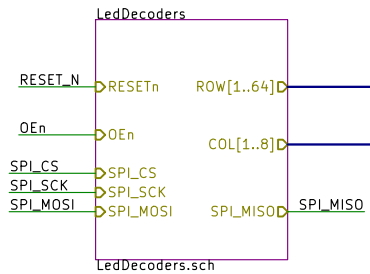 LedDecoders
RESET_N
RESETn
ROW[1..64]
OEn
OEn
COL[1..8]
SPI_CS
SPI_CS
SPI_SCK
SPI_SCK
SPI_MOSI
SPI_MOSI
SPI_MISO
SPI_MISO
LedDecoders.sch